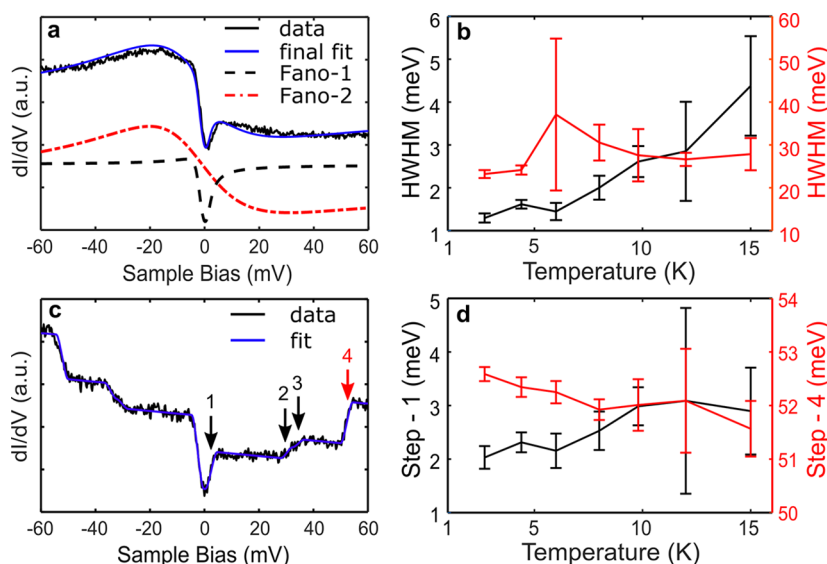 a
data
final fit
Fano-1
Fano-2
dI/dV (a.u.)
-60 -40 -20 0 20 40 60
Sample Bias (mV)
b
HWHM (meV)
6
5
4
3
2
1
60
50
40
30
20
10
HWHM (meV)
1 5 10 15
Temperature (K)
c
data
fit
1
2
3
4
dI/dV (a.u.)
-60 -40 -20 0 20 40 60
Sample Bias (mV)
d
Step - 1 (meV)
5
4
3
2
1
54
53
52
51
50
Step - 4 (meV)
1 5 10 15
Temperature (K)